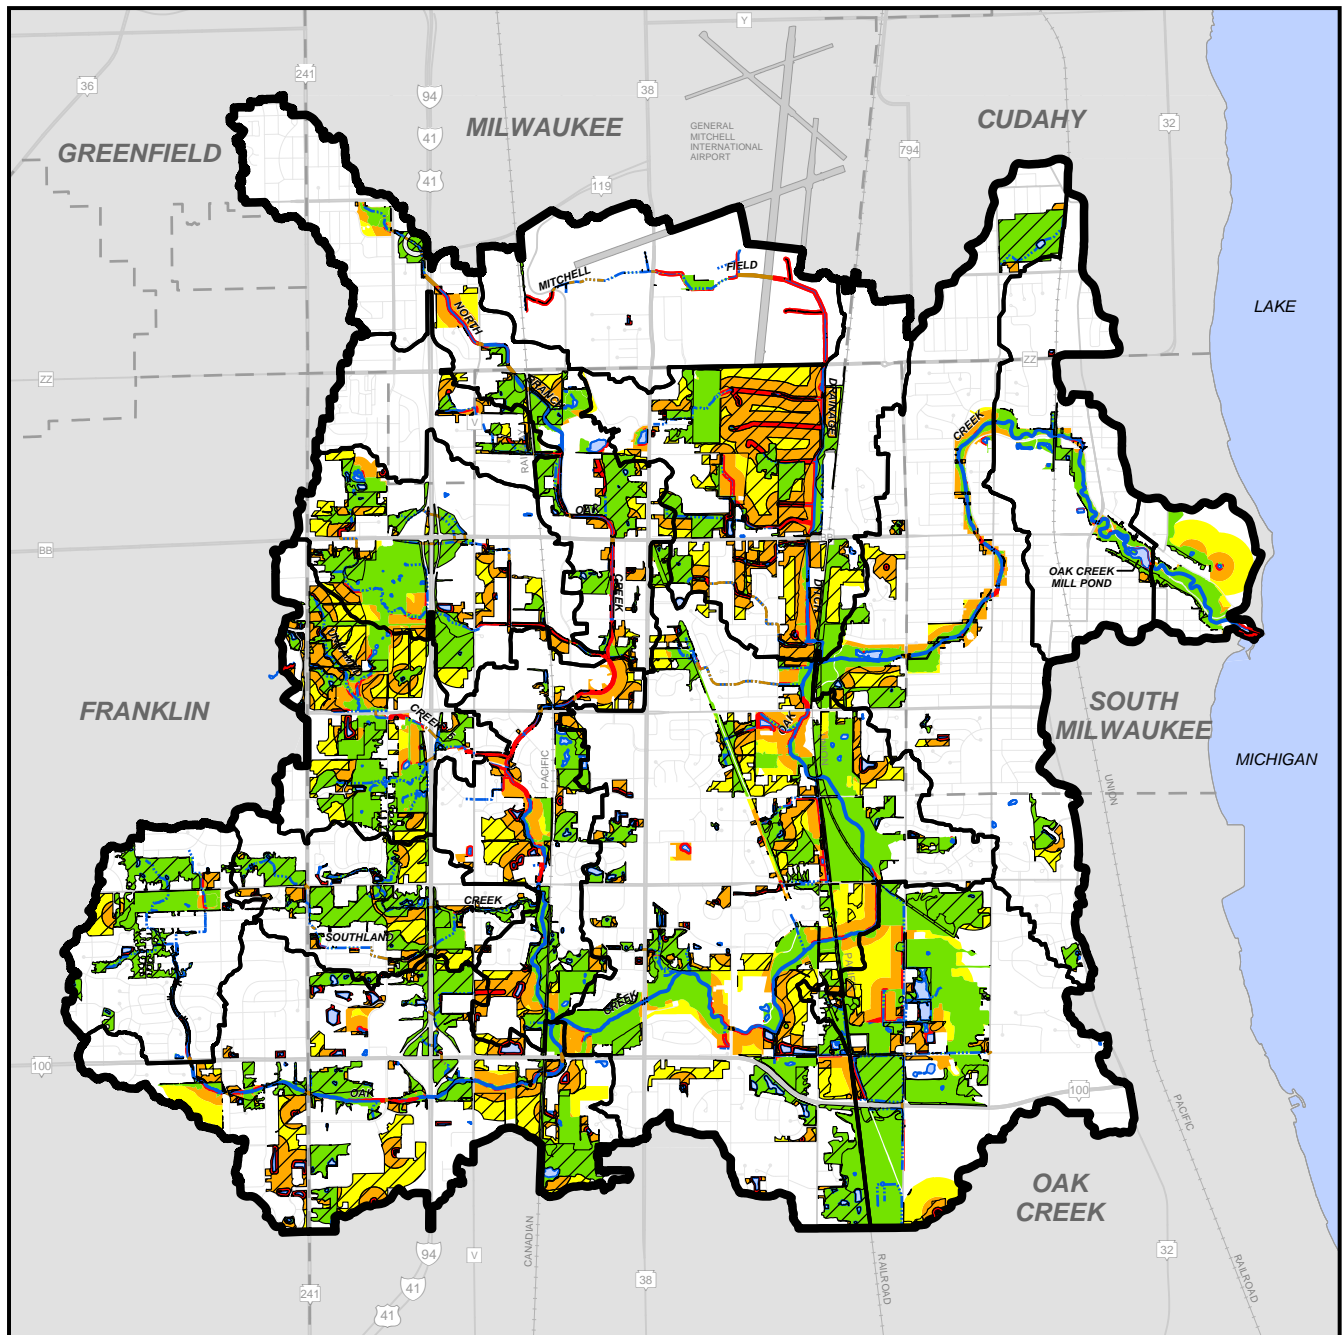 Y
36
241
94
38
CUDAHY
MILWAUKEE
GENERAL
MITCHELL
INTERNATIONAL
AIRPORT
32
41
GREENFIELD
794
41
119
FIELD
MITCHELL
LAKE
NORTH
ZZ
ZZ
BRANCH
DRAINAGE
V
CREEK
RAILWAY
OAK
BB
OAK CREEK
MILL POND
CREEK
DITCH
FRANKLIN
SOUTH
MILWAUKEE
CREEK
OAK
PACIFIC
MICHIGAN
UNION
CREEK
SOUTHLAND
CREEK
100
OAK
100
PACIFIC
OAK
CREEK
CANADIAN
94
V
32
41
38
RAILROAD
RAILROAD
241
41